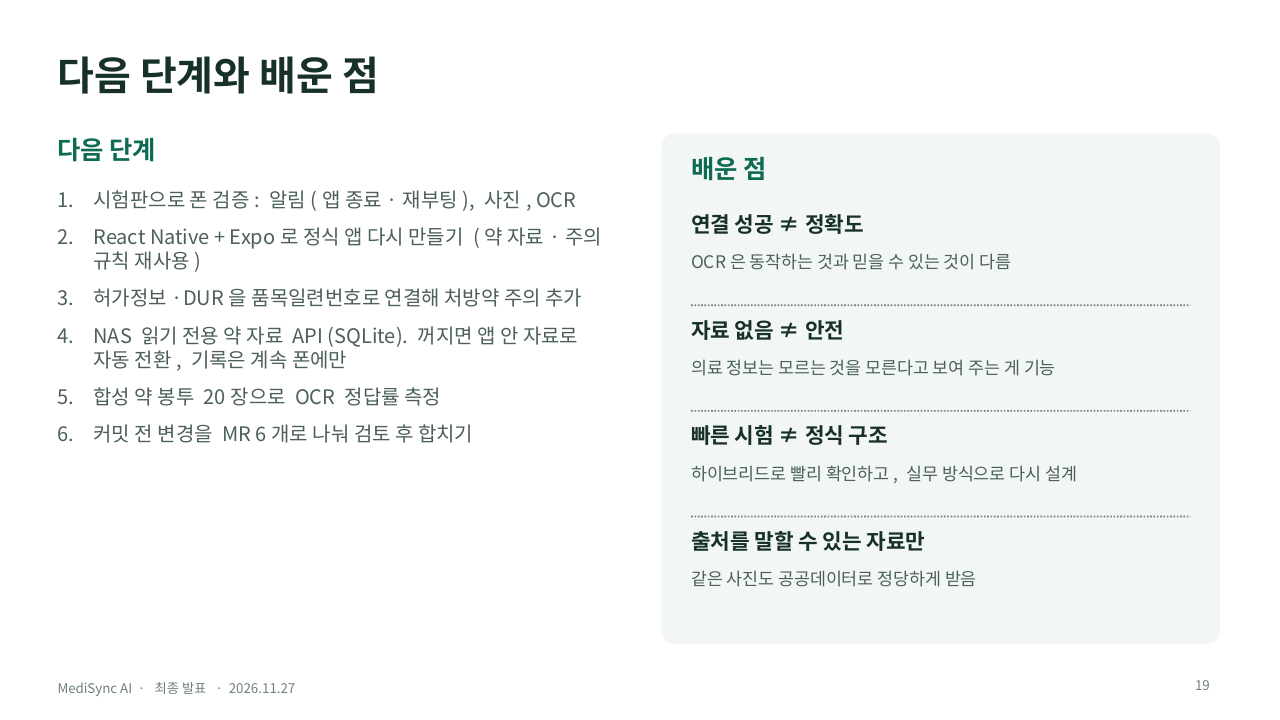 다음 단계와 배운 점
다음 단계
1. 시험판으로 폰 검증 : 알림 ( 앱 종료 · 재부팅 ), 사진 , OCR
2. React Native + Expo 로 정식 앱 다시 만들기 ( 약 자료 · 주의
규칙 재사용 )
3. 허가정보 · DUR 을 품목일련번호로 연결해 처방약 주의 추가
4. NAS 읽기 전용 약 자료 API (SQLite). 꺼지면 앱 안 자료로
자동 전환 , 기록은 계속 폰에만
5. 합성 약 봉투 20 장으로 OCR 정답률 측정
6. 커밋 전 변경을 MR 6 개로 나눠 검토 후 합치기
배운 점
연결 성공 ≠ 정확도
OCR 은 동작하는 것과 믿을 수 있는 것이 다름
자료 없음 ≠ 안전
의료 정보는 모르는 것을 모른다고 보여 주는 게 기능
빠른 시험 ≠ 정식 구조
하이브리드로 빨리 확인하고 , 실무 방식으로 다시 설계
출처를 말할 수 있는 자료만
같은 사진도 공공데이터로 정당하게 받음
MediSync AI · 최종 발표 · 2026.11.27
19